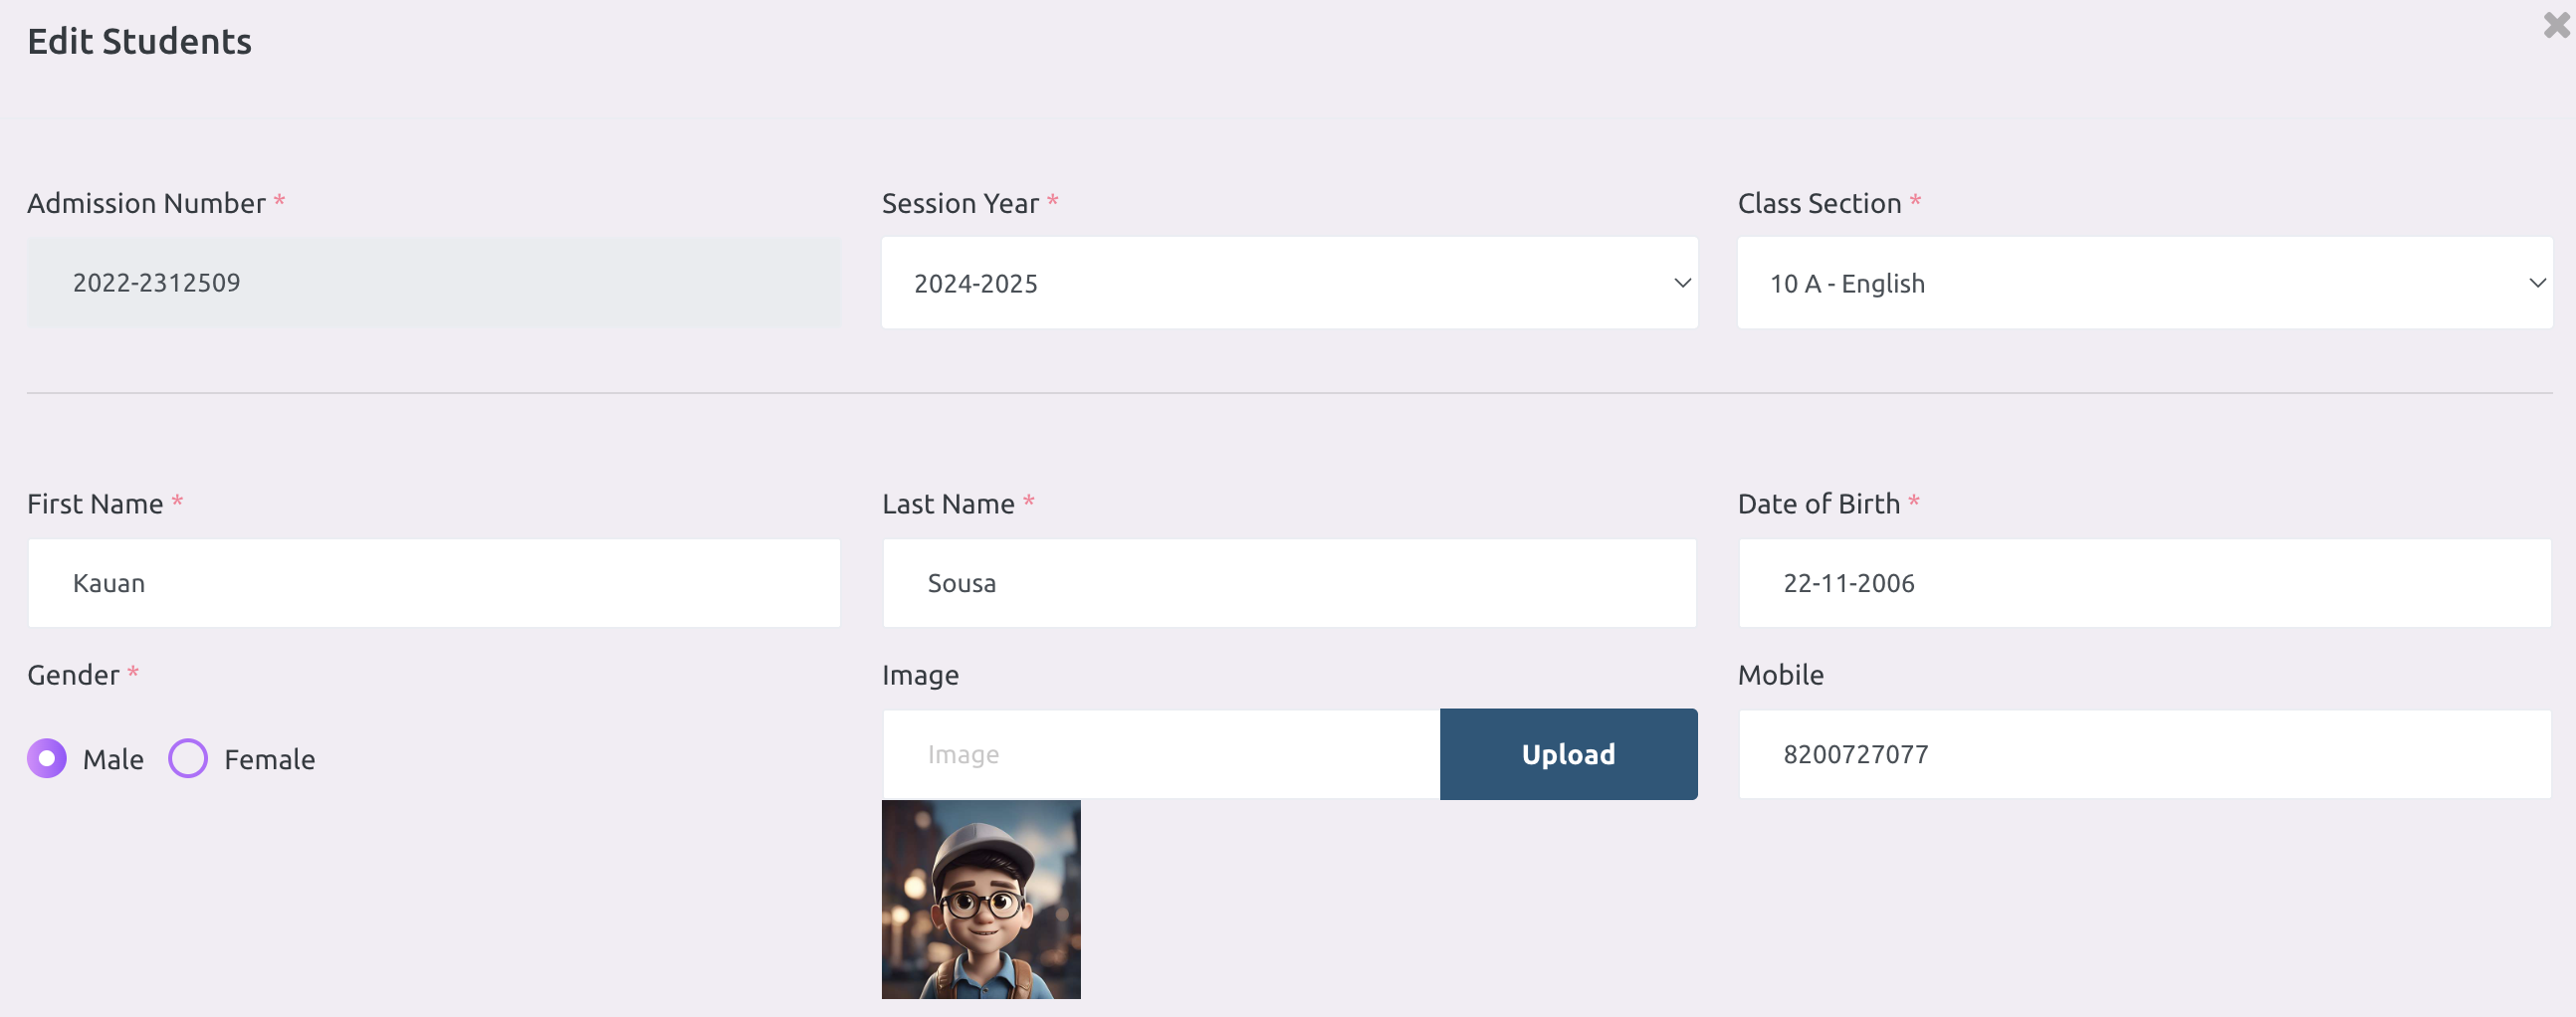 Edit Students
Admission Number * Session Year * Class Section *
2022-2312509 2024-2025 10 A - English
First Name * Last Name * Date of Birth *
Kauan Sousa 22-11-2006
Gender * Image Mobile
Male Female Image Upload 8200727077